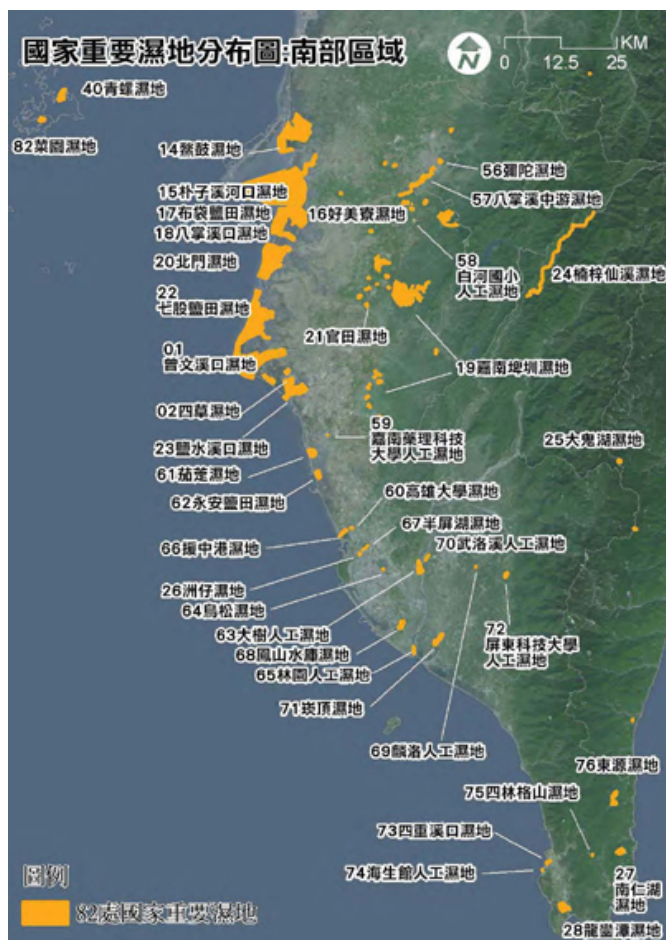 國家重要濕地分布圖:南部區域
KM
0 12.5 25
40青螺濕地
82菜園濕地
14鰲鼓濕地
56彌陀濕地
15朴子溪河口濕地
57八掌溪中游濕地
17布袋鹽田濕地
16好美寮濕地
18八掌溪口濕地
58
白河國小
人工濕地
20北門濕地
24楠梓仙溪濕地
22
七股鹽田濕地
21官田濕地
01
曾文溪口濕地
19嘉南埤圳濕地
02四草濕地
59
嘉南藥理科技
大學人工濕地
23鹽水溪口濕地
25大鬼湖濕地
61茄萣濕地
62永安鹽田濕地
60高雄大學濕地
67半屏湖濕地
66援中港濕地
70武洛溪人工濕地
26洲仔濕地
64鳥松濕地
63大樹人工濕地
72
屏東科技大學
人工濕地
68鳳山水庫濕地
65林園人工濕地
71崁頂濕地
69麟洛人工濕地
76東源濕地
75四林格山濕地
73四重溪口濕地
74海生館人工濕地
27
南仁湖
濕地
28龍鑾潭濕地
圖例
82處國家重要濕地